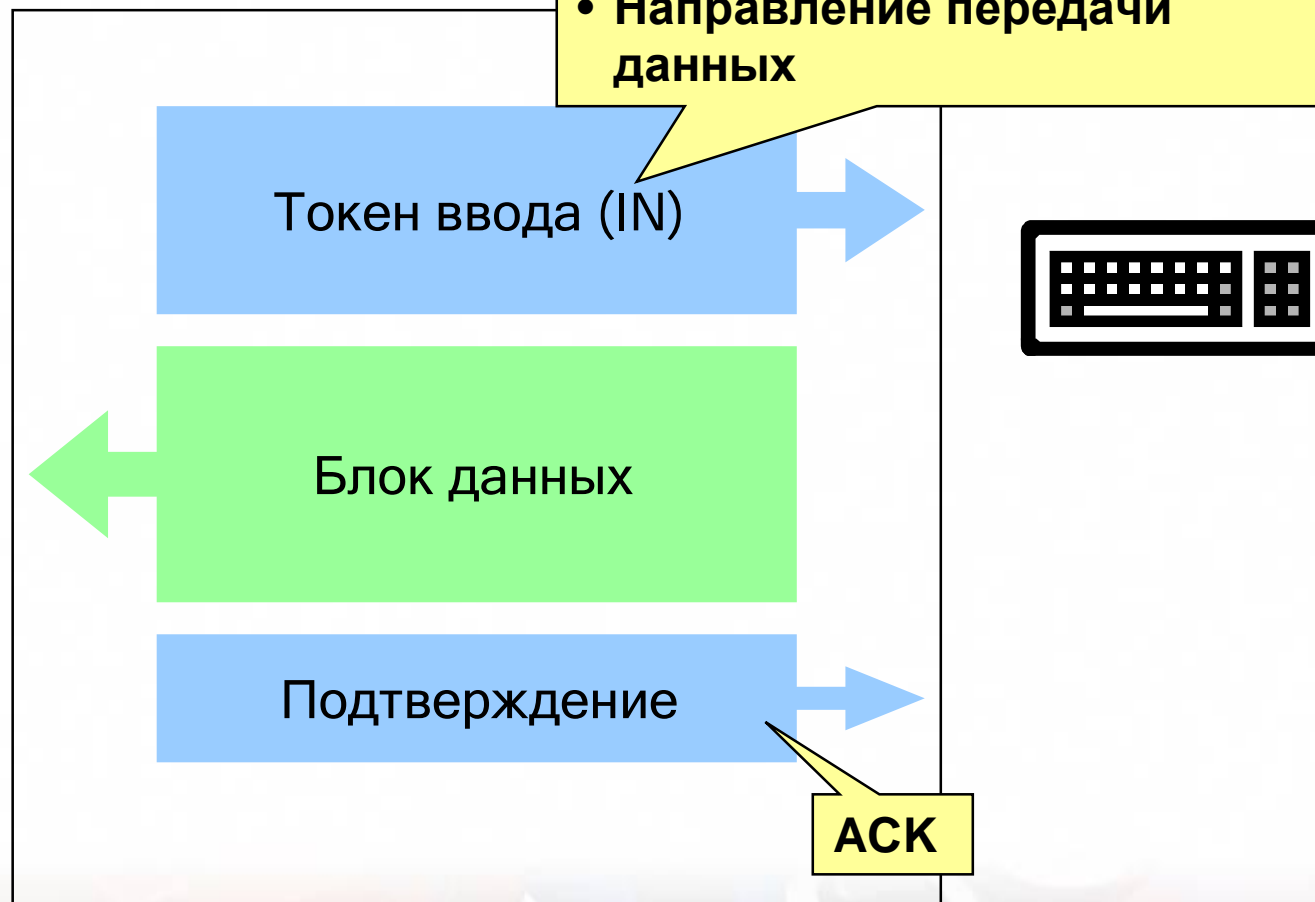 • Направление передачи
данных
Токен ввода (IN)
Блок данных
Подтверждение
ACK